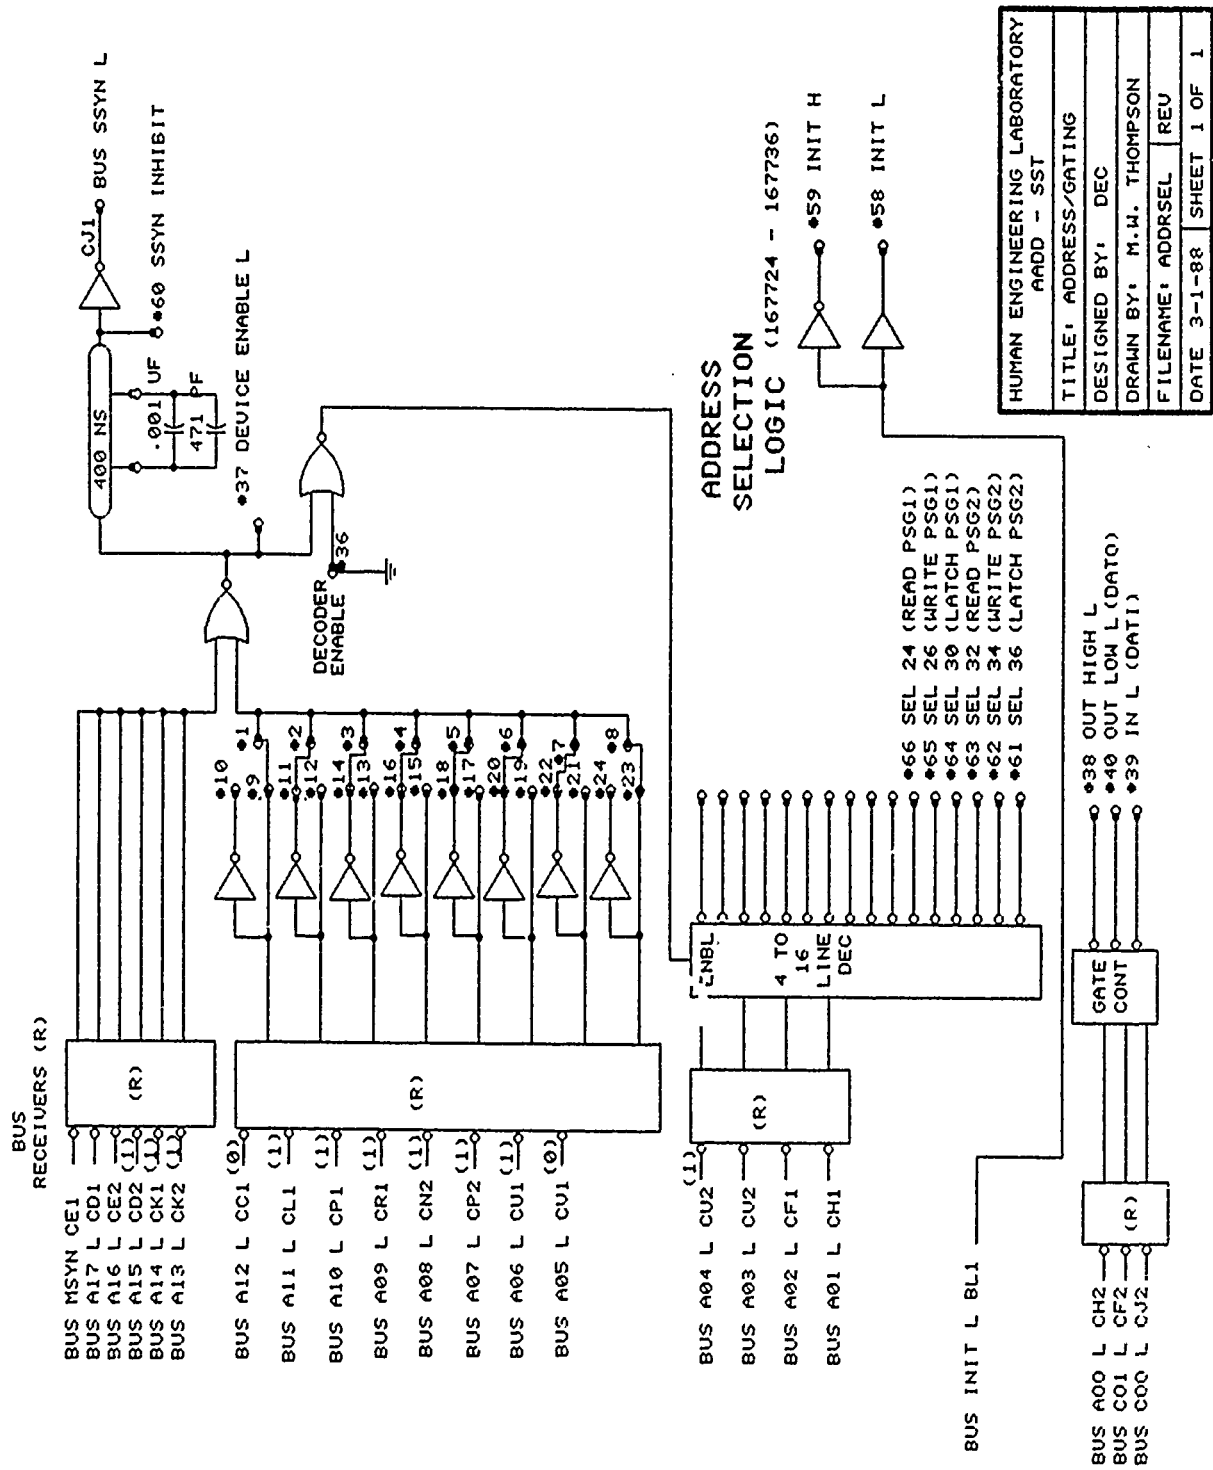 BUS
RECEIVERS (R)
BUS MSYN CE1
BUS A17 L CD1
BUS A16 L CE2
BUS A15 L CD2 (1)
BUS A14 L CK1 (1)
BUS A13 L CK2 (1)
(R)
BUS A12 L CC1 (0)
BUS A11 L CL1 (1)
BUS A10 L CP1 (1)
BUS A09 L CR1 (1)
BUS A08 L CN2 (1)
BUS A07 L CP2 (1)
BUS A06 L CU1 (1)
BUS A05 L CV1 (0)
(R)
*10
*9
*1
*11
*12
*2
*14
*13
*3
*16
*15
*4
*18
*17
*5
*20
*19
*6
*22
*21
*7
*24
*23
*8
DECODER
ENABLE
*36
400 NS
.001 UF
471 PF
CJ1
BUS SSYN L
*60 SSYN INHIBIT
*37 DEVICE ENABLE L
BUS A04 L CU2 (1)
BUS A03 L CV2
BUS A02 L CF1
BUS A01 L CH1
(R)
ENBL
4 TO
16
LINE
DEC
*66 SEL 24 (READ PSG1)
*65 SEL 26 (WRITE PSG1)
*64 SEL 30 (LATCH PSG1)
*63 SEL 32 (READ PSG2)
*62 SEL 34 (WRITE PSG2)
*61 SEL 36 (LATCH PSG2)
ADDRESS
SELECTION
LOGIC (167724 - 167736)
BUS INIT L BL1
*59 INIT H
*58 INIT L
BUS A00 L CH2
BUS C01 L CF2
BUS C00 L CJ2
(R)
GATE
CONT
*38 OUT HIGH L
*40 OUT LOW L (DATO)
*39 IN L (DATI)
HUMAN ENGINEERING LABORATORY
AADD - SST
TITLE: ADDRESS/GATING
DESIGNED BY: DEC
DRAWN BY: M.W. THOMPSON
FILENAME: ADDRSEL REV
DATE 3-1-88 SHEET 1 OF 1